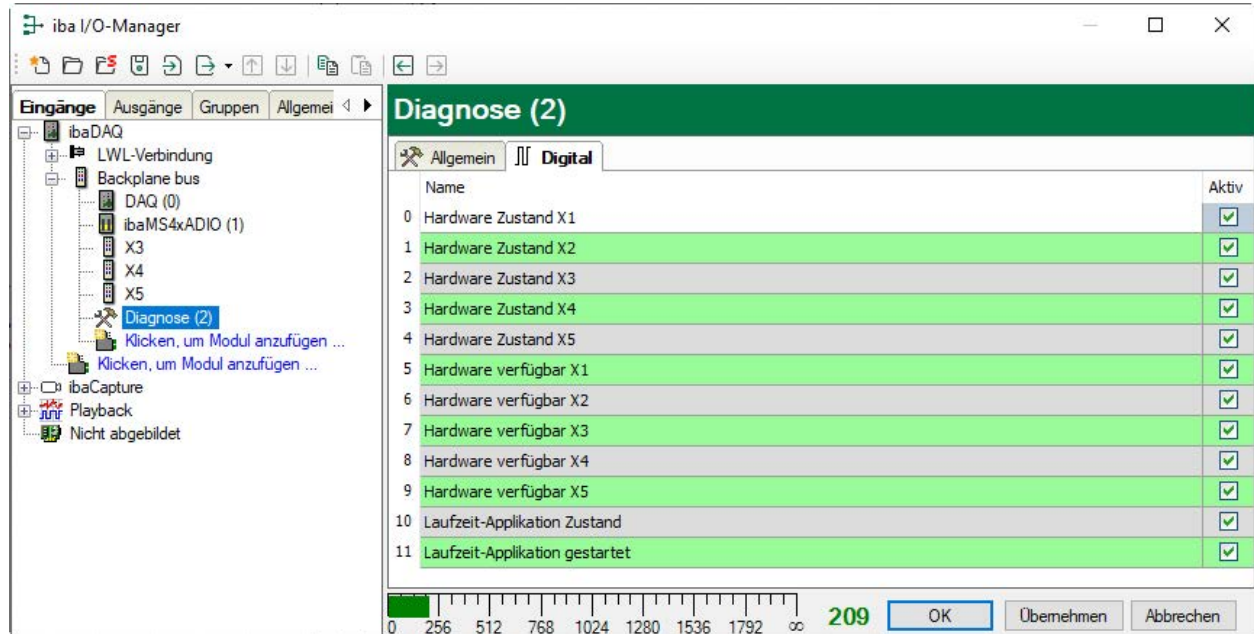 iba I/O-Manager
Eingänge Ausgänge Gruppen Allgemei
ibaDAQ
LWL-Verbindung
Backplane bus
DAQ (0)
ibaMS4xADIO (1)
X3
X4
X5
Diagnose (2)
Klicken, um Modul anzufügen ...
Klicken, um Modul anzufügen ...
ibaCapture
Playback
Nicht abgebildet
Diagnose (2)
Allgemein Digital
Name Aktiv
0 Hardware Zustand X1
1 Hardware Zustand X2
2 Hardware Zustand X3
3 Hardware Zustand X4
4 Hardware Zustand X5
5 Hardware verfügbar X1
6 Hardware verfügbar X2
7 Hardware verfügbar X3
8 Hardware verfügbar X4
9 Hardware verfügbar X5
10 Laufzeit-Applikation Zustand
11 Laufzeit-Applikation gestartet
0 256 512 768 1024 1280 1536 1792 ∞ 209 OK Übernehmen Abbrechen